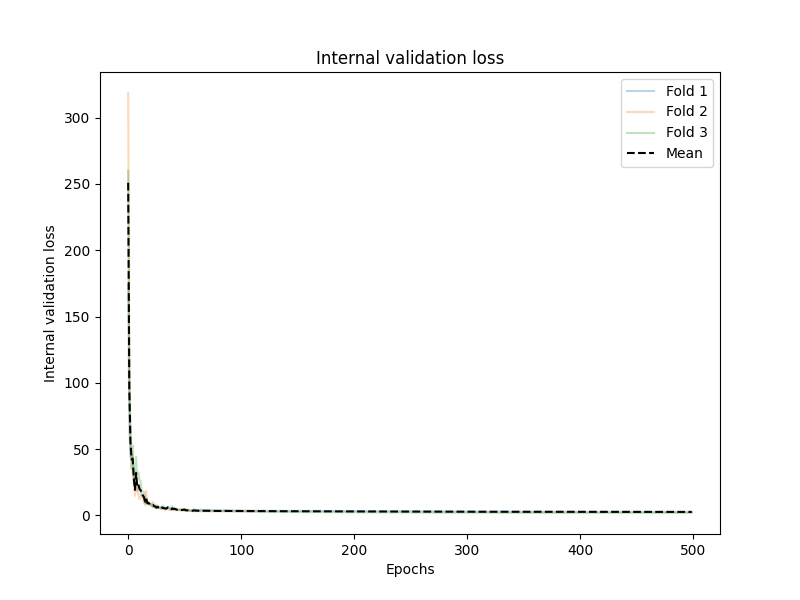 Internal validation loss
Fold 1
Fold 2
Fold 3
Mean
300
250
200
150
100
50
0
Internal validation loss
0 100 200 300 400 500
Epochs